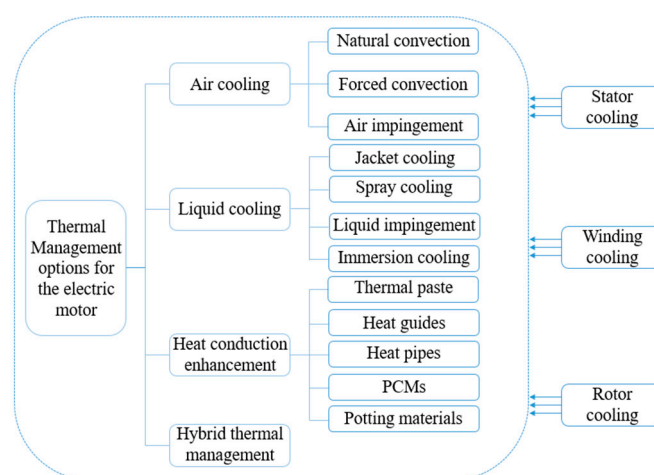 Thermal
Management
options for
the electric
motor
Air cooling
Natural convection
Forced convection
Air impingement
Liquid cooling
Jacket cooling
Spray cooling
Liquid impingement
Immersion cooling
Heat conduction
enhancement
Thermal paste
Heat guides
Heat pipes
PCMs
Potting materials
Hybrid thermal
management
Stator
cooling
Winding
cooling
Rotor
cooling